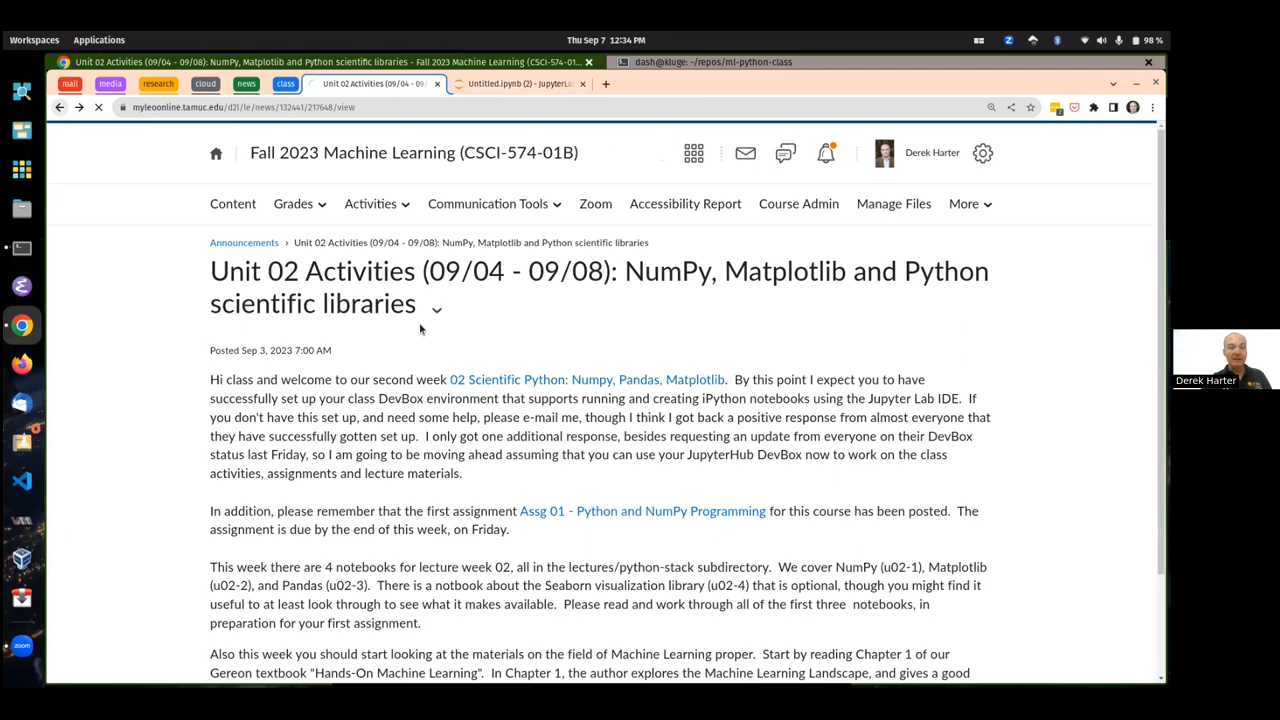 Workspaces Applications Thu Sep 7 12:34 PM 98 %
Unit 02 Activities (09/04 - 09/08): NumPy, Matplotlib and Python scientific libraries - Fall 2023 Machine Learning (CSCI-574-01... dash@kluge: ~/repos/ml-python-class
mail media research cloud news class Unit 02 Activities (09/04 - 09/ Untitled.ipynb (2) - JupyterLa
myleoonline.tamuc.edu/d2l/le/news/132441/217648/view
Fall 2023 Machine Learning (CSCI-574-01B) Derek Harter
Content Grades Activities Communication Tools Zoom Accessibility Report Course Admin Manage Files More
Announcements › Unit 02 Activities (09/04 - 09/08): NumPy, Matplotlib and Python scientific libraries
Unit 02 Activities (09/04 - 09/08): NumPy, Matplotlib and Python
scientific libraries
Posted Sep 3, 2023 7:00 AM
Hi class and welcome to our second week 02 Scientific Python: Numpy, Pandas, Matplotlib. By this point I expect you to have
successfully set up your class DevBox environment that supports running and creating iPython notebooks using the Jupyter Lab IDE. If
you don't have this set up, and need some help, please e-mail me, though I think I got back a positive response from almost everyone that
they have successfully gotten set up. I only got one additional response, besides requesting an update from everyone on their DevBox
status last Friday, so I am going to be moving ahead assuming that you can use your JupyterHub DevBox now to work on the class
activities, assignments and lecture materials.
In addition, please remember that the first assignment Assg 01 - Python and NumPy Programming for this course has been posted. The
assignment is due by the end of this week, on Friday.
This week there are 4 notebooks for lecture week 02, all in the lectures/python-stack subdirectory. We cover NumPy (u02-1), Matplotlib
(u02-2), and Pandas (u02-3). There is a notbook about the Seaborn visualization library (u02-4) that is optional, though you might find it
useful to at least look through to see what it makes available. Please read and work through all of the first three notebooks, in
preparation for your first assignment.
Also this week you should start looking at the materials on the field of Machine Learning proper. Start by reading Chapter 1 of our
Gereon textbook "Hands-On Machine Learning". In Chapter 1, the author explores the Machine Learning Landscape, and gives a good
Derek Harter
zoom